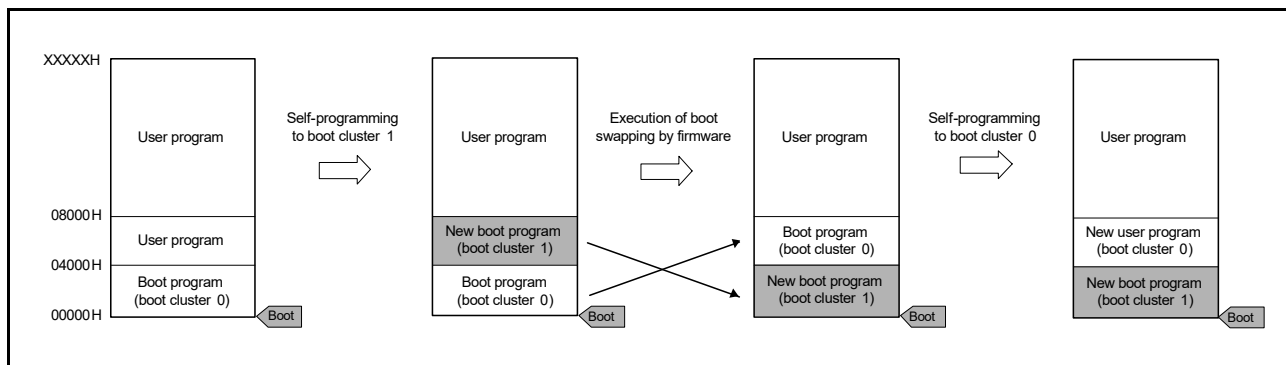 XXXXXH
08000H
04000H
00000H
User program
User program
Boot program
(boot cluster 0)
Boot
Self-programming
to boot cluster 1
User program
New boot program
(boot cluster 1)
Boot program
(boot cluster 0)
Boot
Execution of boot
swapping by firmware
User program
Boot program
(boot cluster 0)
New boot program
(boot cluster 1)
Boot
Self-programming
to boot cluster 0
User program
New user program
(boot cluster 0)
New boot program
(boot cluster 1)
Boot